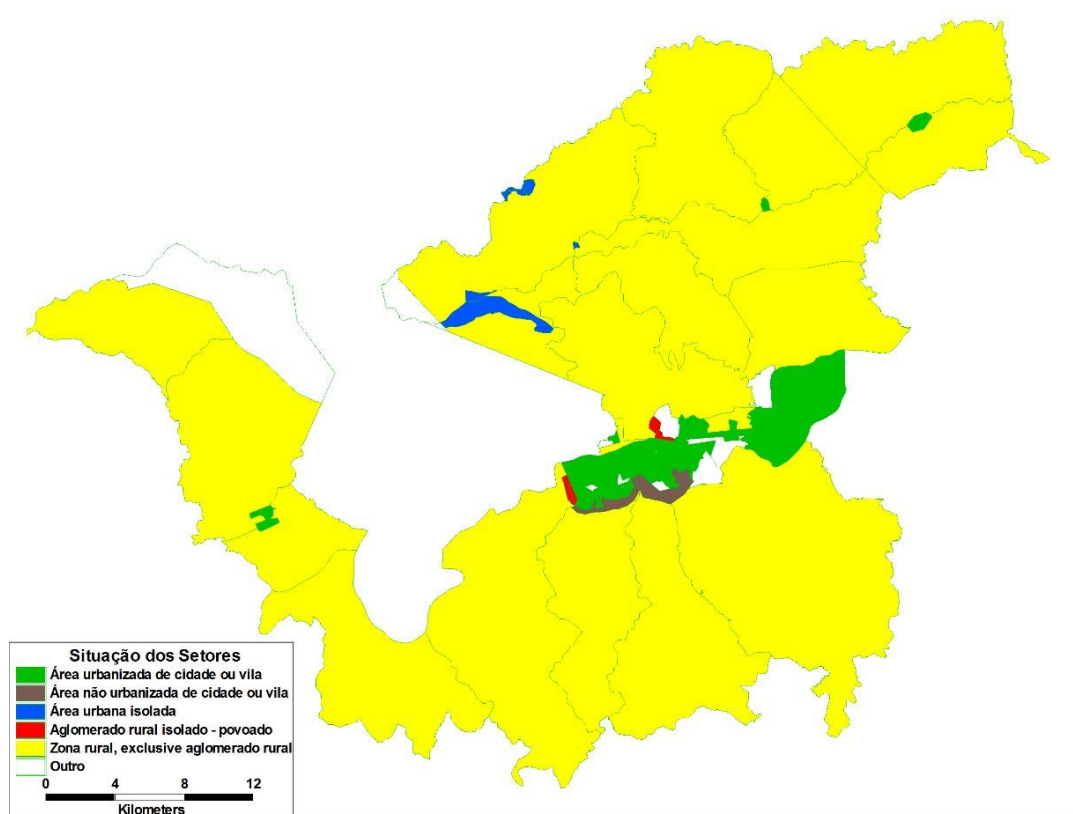 Situação dos Setores
Área urbanizada de cidade ou vila
Área não urbanizada de cidade ou vila
Área urbana isolada
Aglomerado rural isolado - povoado
Zona rural, exclusive aglomerado rural
Outro
0 4 8 12
Kilometers